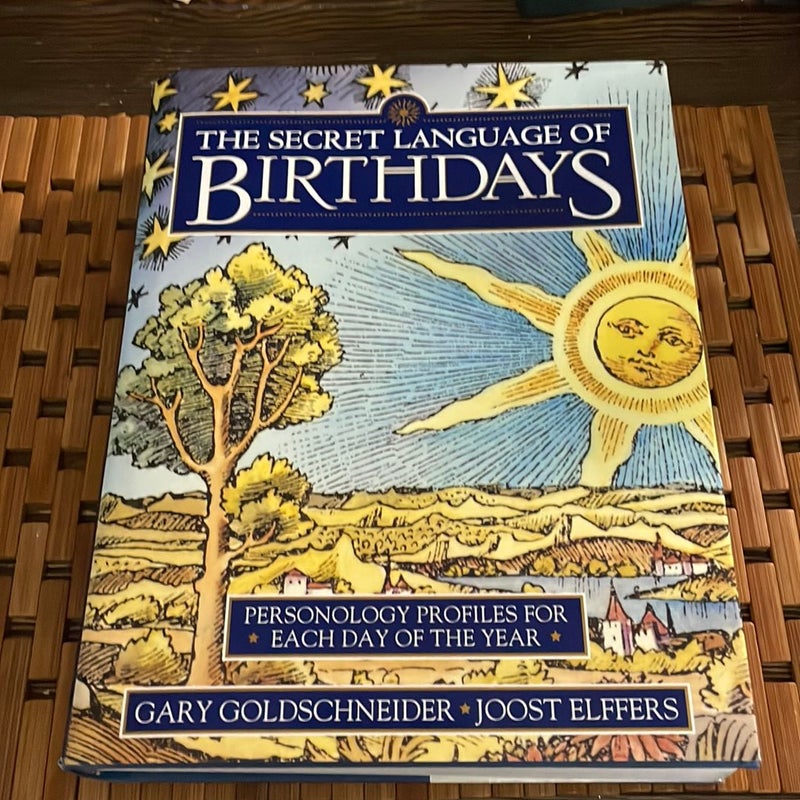 THE SECRET LANGUAGE OF
BIRTHDAYS
PERSONOLOGY PROFILES FOR
★ EACH DAY OF THE YEAR ★
GARY GOLDSCHNEIDER ★ JOOST ELFFERS